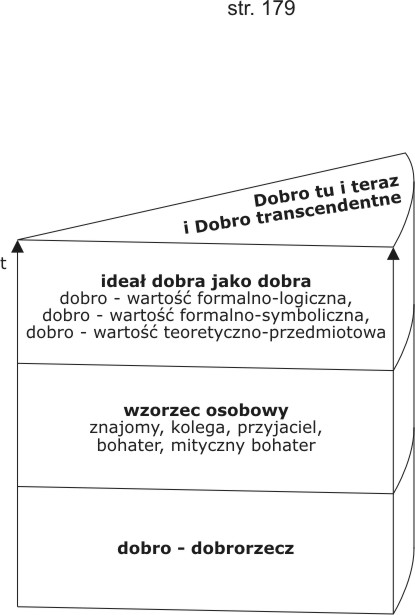 str. 179
Dobro tu i teraz
i Dobro transcendentne
t
ideał dobra jako dobra
dobro - wartość formalno-logiczna,
dobro - wartość formalno-symboliczna,
dobro - wartość teoretyczno-przedmiotowa
wzorzec osobowy
znajomy, kolega, przyjaciel,
bohater, mityczny bohater
dobro - dobrorzecz